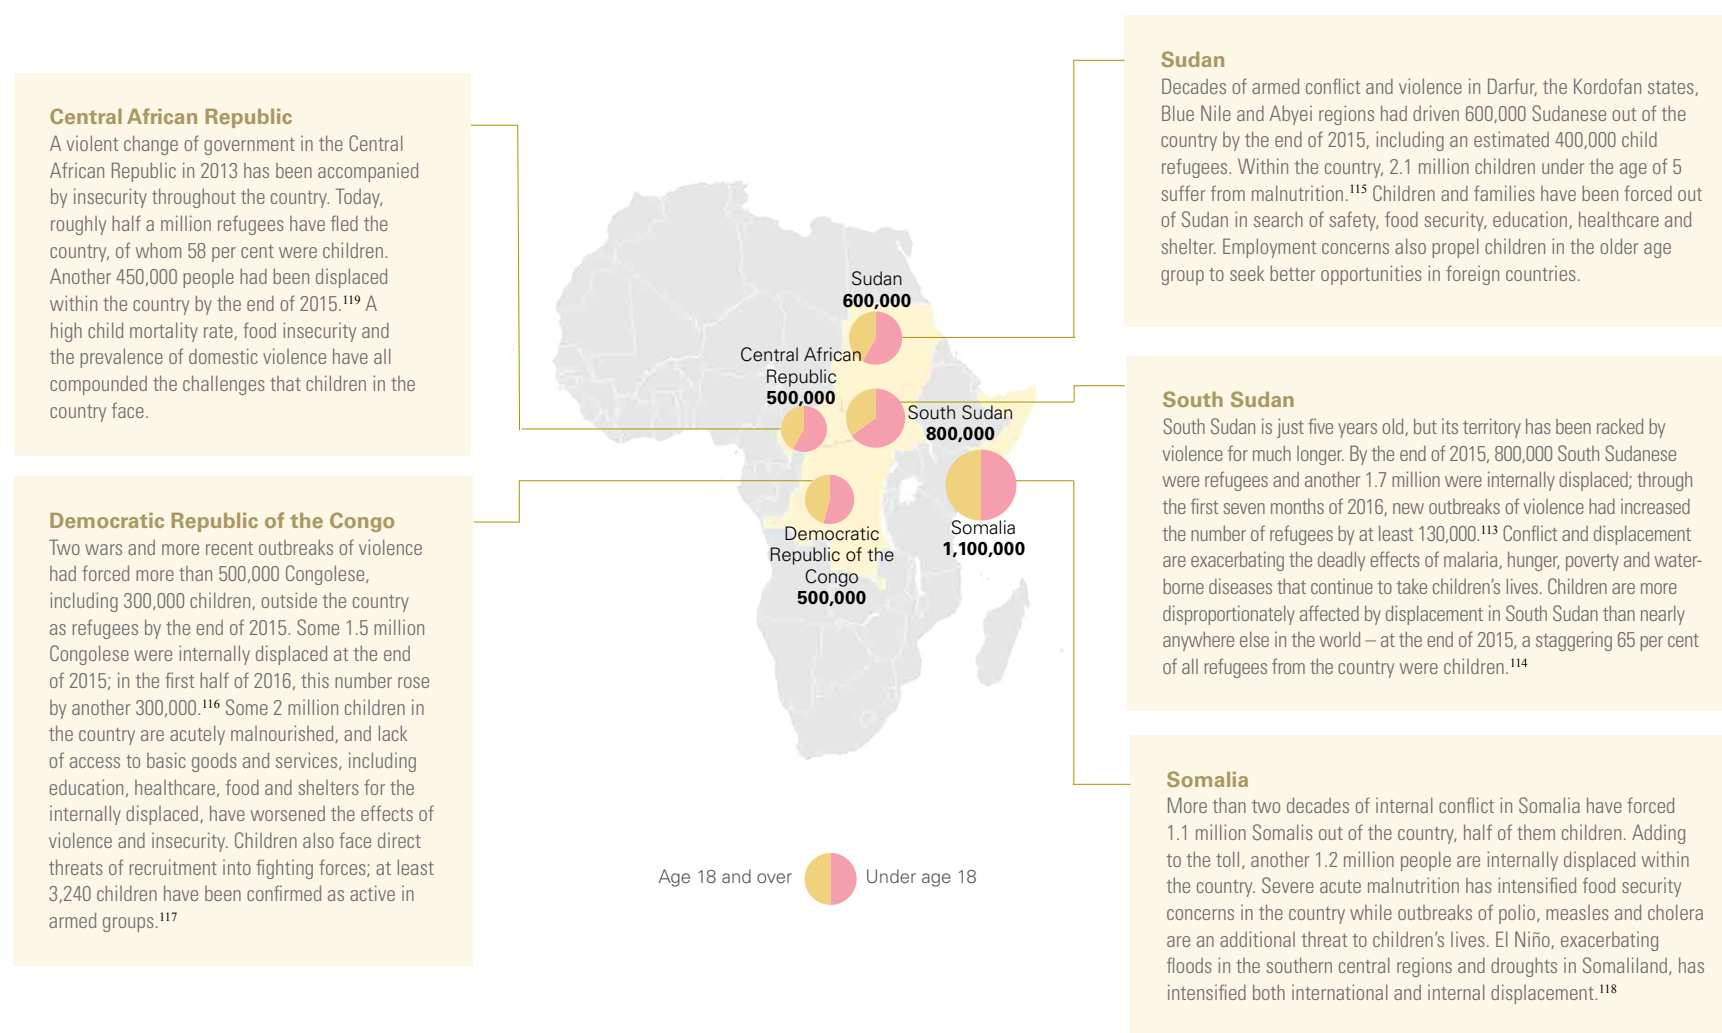 Central African Republic
A violent change of government in the Central
African Republic in 2013 has been accompanied
by insecurity throughout the country. Today,
roughly half a million refugees have fled the
country, of whom 58 per cent were children.
Another 450,000 people had been displaced
within the country by the end of 2015.119 A
high child mortality rate, food insecurity and
the prevalence of domestic violence have all
compounded the challenges that children in the
country face.
Democratic Republic of the Congo
Two wars and more recent outbreaks of violence
had forced more than 500,000 Congolese,
including 300,000 children, outside the country
as refugees by the end of 2015. Some 1.5 million
Congolese were internally displaced at the end
of 2015; in the first half of 2016, this number rose
by another 300,000.116 Some 2 million children in
the country are acutely malnourished, and lack
of access to basic goods and services, including
education, healthcare, food and shelters for the
internally displaced, have worsened the effects of
violence and insecurity. Children also face direct
threats of recruitment into fighting forces; at least
3,240 children have been confirmed as active in
armed groups.117
Sudan
600,000
Central African
Republic
500,000
South Sudan
800,000
Democratic
Republic of the
Congo
500,000
Somalia
1,100,000
Age 18 and over
Under age 18
Sudan
Decades of armed conflict and violence in Darfur, the Kordofan states,
Blue Nile and Abyei regions had driven 600,000 Sudanese out of the
country by the end of 2015, including an estimated 400,000 child
refugees. Within the country, 2.1 million children under the age of 5
suffer from malnutrition.115 Children and families have been forced out
of Sudan in search of safety, food security, education, healthcare and
shelter. Employment concerns also propel children in the older age
group to seek better opportunities in foreign countries.
South Sudan
South Sudan is just five years old, but its territory has been racked by
violence for much longer. By the end of 2015, 800,000 South Sudanese
were refugees and another 1.7 million were internally displaced; through
the first seven months of 2016, new outbreaks of violence had increased
the number of refugees by at least 130,000.113 Conflict and displacement
are exacerbating the deadly effects of malaria, hunger, poverty and water-
borne diseases that continue to take children's lives. Children are more
disproportionately affected by displacement in South Sudan than nearly
anywhere else in the world – at the end of 2015, a staggering 65 per cent
of all refugees from the country were children.114
Somalia
More than two decades of internal conflict in Somalia have forced
1.1 million Somalis out of the country, half of them children. Adding
to the toll, another 1.2 million people are internally displaced within
the country. Severe acute malnutrition has intensified food security
concerns in the country while outbreaks of polio, measles and cholera
are an additional threat to children's lives. El Niño, exacerbating
floods in the southern central regions and droughts in Somaliland, has
intensified both international and internal displacement.118